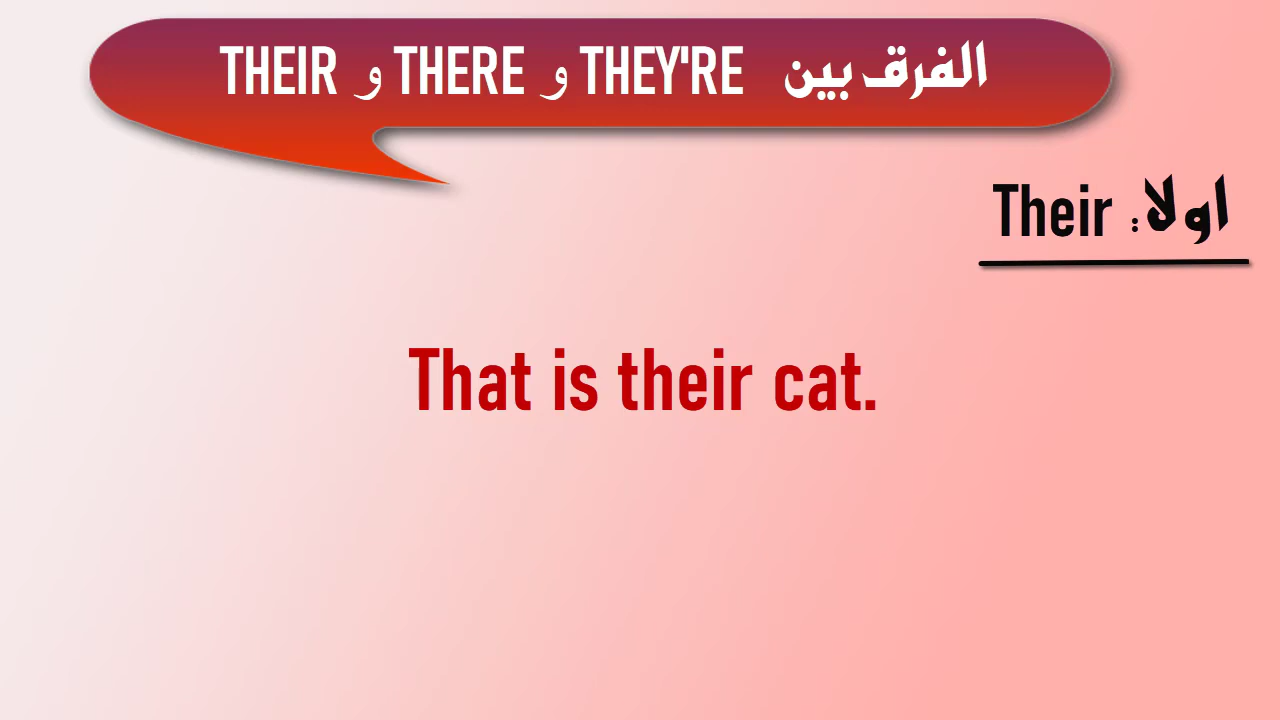 الفرق بين THEY'RE و THERE و THEIR
اولا: Their
That is their cat.